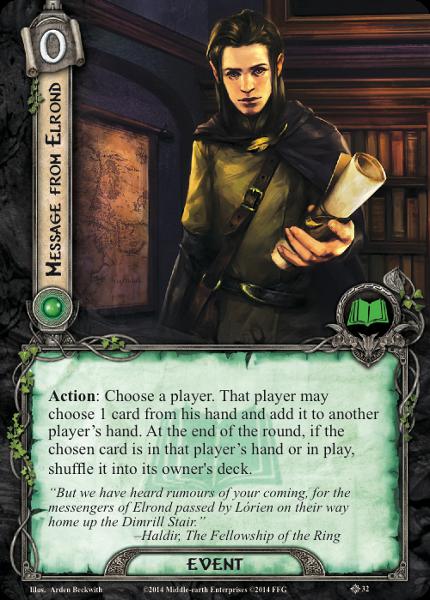 0
MESSAGE FROM ELROND
Action: Choose a player. That player may
choose 1 card from his hand and add it to another
player's hand. At the end of the round, if the
chosen card is in that player's hand or in play,
shuffle it into its owner's deck.
“But we have heard rumours of your coming, for the
messengers of Elrond passed by Lórien on their way
home up the Dimrill Stair.”
–Haldir, The Fellowship of the Ring
EVENT
Illus. Arden Beckwith ©2014 Middle-earth Enterprises ©2014 FFG 32